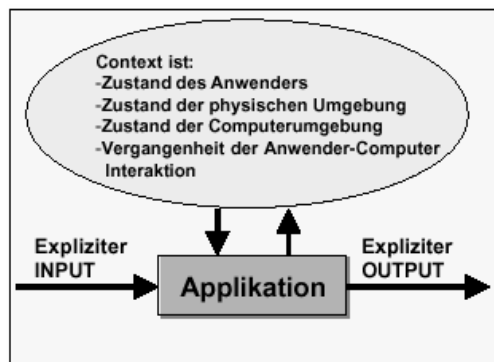 Context ist:
-Zustand des Anwenders
-Zustand der physischen Umgebung
-Zustand der Computerumgebung
-Vergangenheit der Anwender-Computer
Interaktion
Expliziter
INPUT
Applikation
Expliziter
OUTPUT